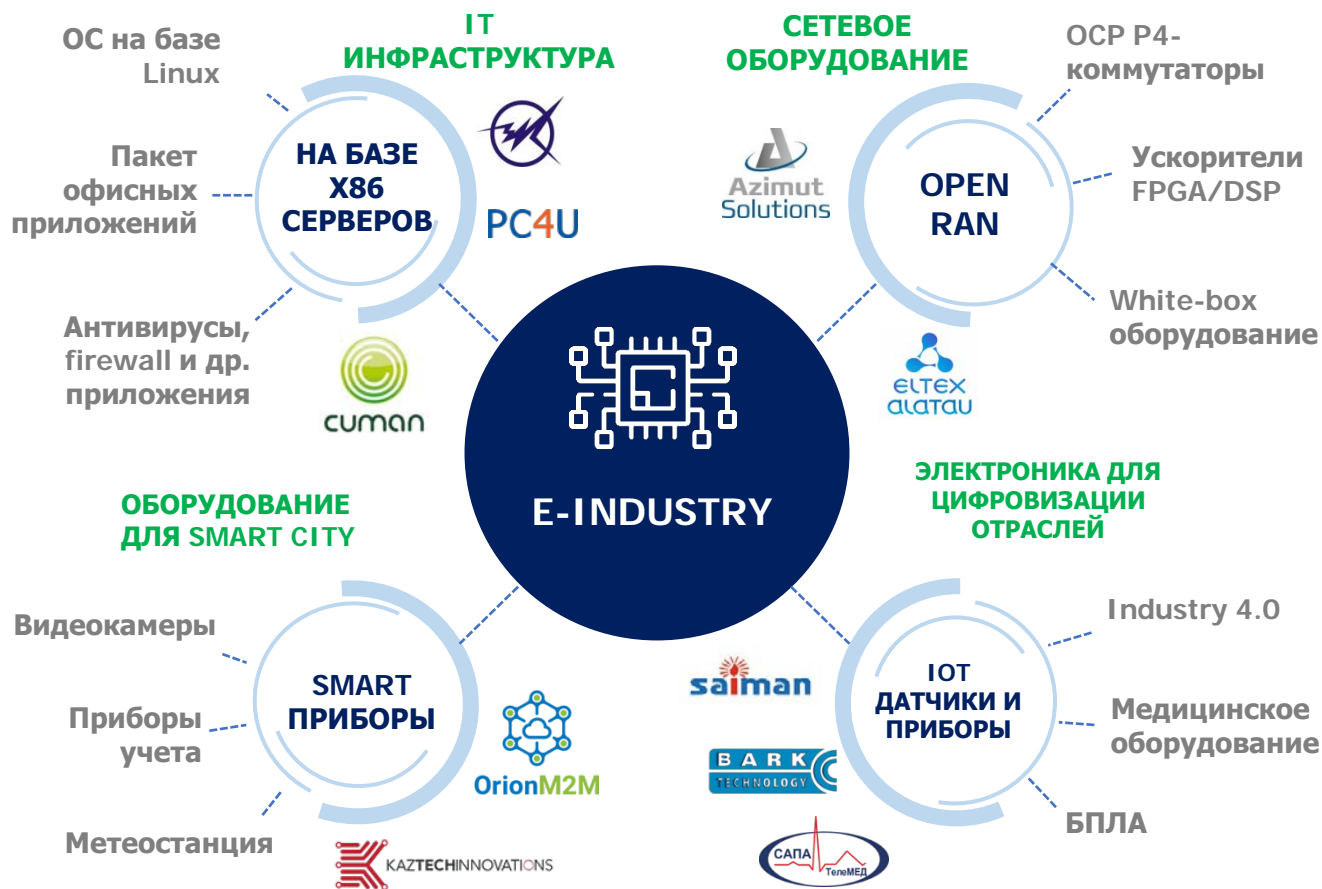 IT
ИНФРАСТРУКТУРА
ОС на базе
Linux
Пакет
офисных
приложений
Антивирусы,
firewall и др.
приложения
НА БАЗЕ
X86
СЕРВЕРОВ
PC4U
cuman
СЕТЕВОЕ
ОБОРУДОВАНИЕ
Azimut
Solutions
OPEN
RAN
OCP P4-
коммутаторы
Ускорители
FPGA/DSP
White-box
оборудование
ELTEX
ALATAU
E-INDUSTRY
ОБОРУДОВАНИЕ
ДЛЯ SMART CITY
Видеокамеры
Приборы
учета
Метеостанция
SMART
ПРИБОРЫ
OrionM2M
KAZTECHINNOVATIONS
ЭЛЕКТРОНИКА ДЛЯ
ЦИФРОВИЗАЦИИ
ОТРАСЛЕЙ
saiman
BARK
TECHNOLOGY
САПА
ТелеМЕД
IOT
ДАТЧИКИ И
ПРИБОРЫ
Industry 4.0
Медицинское
оборудование
БПЛА